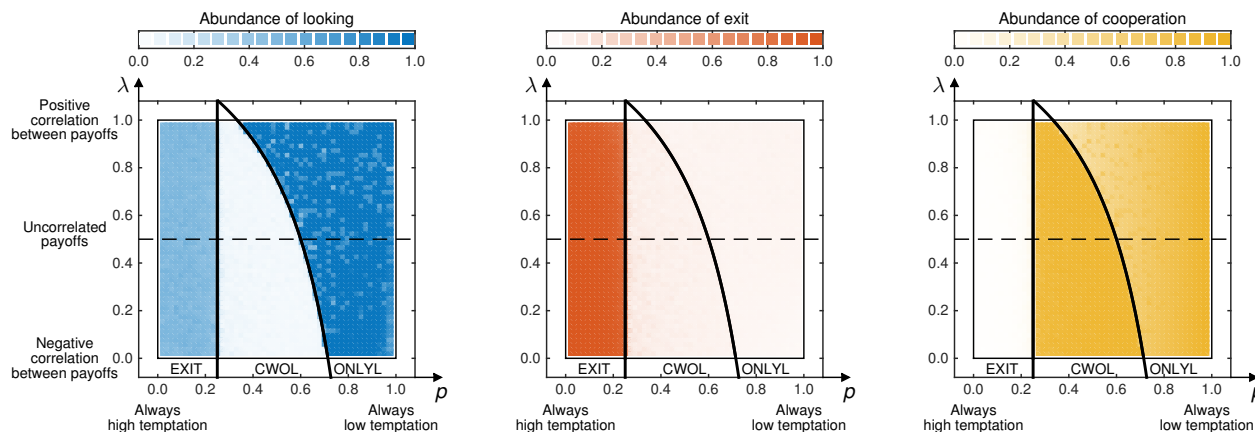 Abundance of looking
0.0 0.2 0.4 0.6 0.8 1.0
λ
Positive
correlation
between payoffs
Uncorrelated
payoffs
Negative
correlation
between payoffs
1.0
0.8
0.6
0.4
0.2
0.0
EXIT CWOL ONLYL
0.0 0.2 0.4 0.6 0.8 1.0
p
Always
high temptation
Always
low temptation
Abundance of exit
0.0 0.2 0.4 0.6 0.8 1.0
λ
1.0
0.8
0.6
0.4
0.2
0.0
EXIT CWOL ONLYL
0.0 0.2 0.4 0.6 0.8 1.0
p
Always
high temptation
Always
low temptation
Abundance of cooperation
0.0 0.2 0.4 0.6 0.8 1.0
λ
1.0
0.8
0.6
0.4
0.2
0.0
EXIT CWOL ONLYL
0.0 0.2 0.4 0.6 0.8 1.0
p
Always
high temptation
Always
low temptation